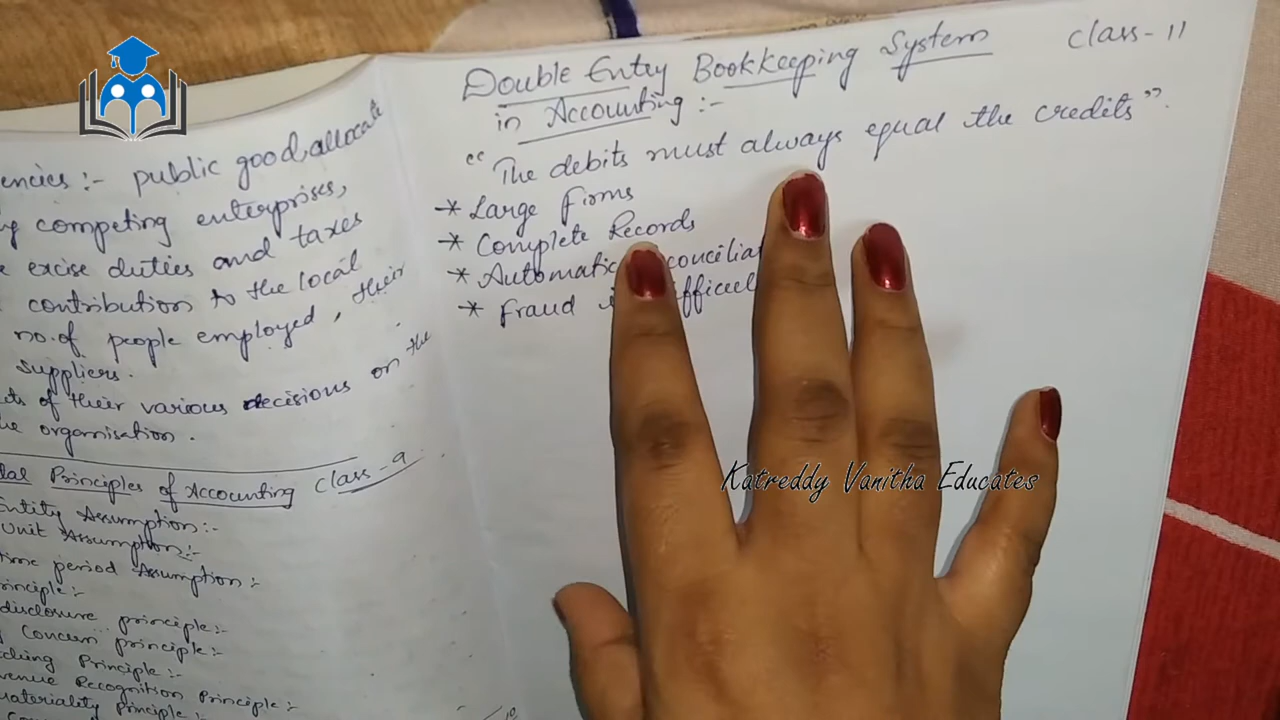 public good, allocate
competing enterprises,
excise duties and taxes
contribution to the local
no. of people employed, their
suppliers.
of their various decisions on the
organisation.
Principles of Accounting class-9
Entity Assumption:-
Unit Assumption:-
time period Assumption:-
disclosure principle:-
Concern principle:-
Principle:-
Recognition Principle:-
Materiality Principle:-
Double Entry Bookkeeping System class-11
in Accounting:-
"The debits must always equal the credits".
* Large Firms
* Complete Records
* Automatic
* Fraud
Katreddy Vanitha Educates